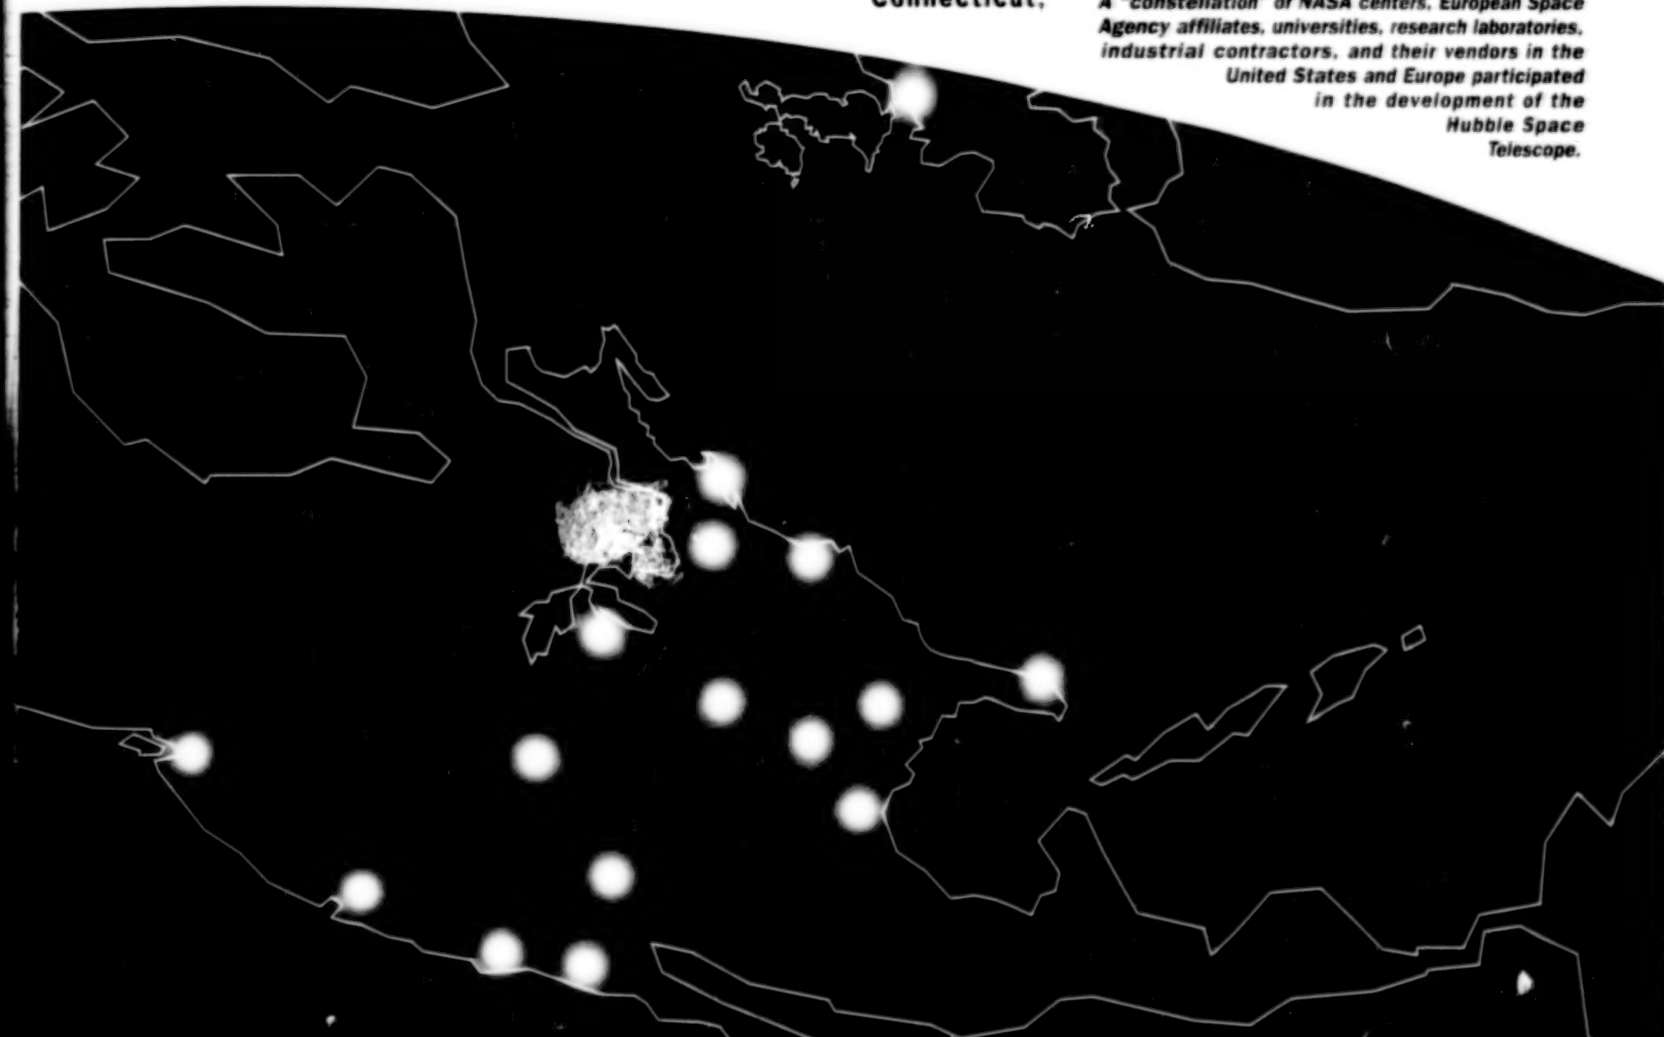 Connecticut,
A "constellation" of NASA centers, European Space
Agency affiliates, universities, research laboratories,
industrial contractors, and their vendors in the
United States and Europe participated
in the development of the
Hubble Space
Telescope.